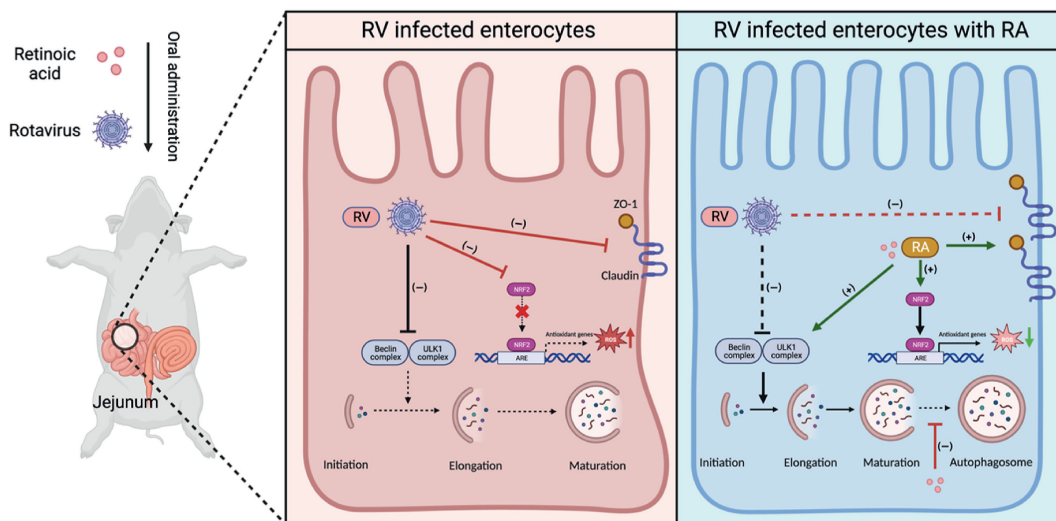 Retinoic
acid
Rotavirus
Oral administration
Jejunum
RV infected enterocytes
RV
(−)
(−)
(−)
ZO-1
Claudin
NRF2
NRF2
ARE
Antioxidant genes
ROS
Beclin
complex
ULK1
complex
Initiation
Elongation
Maturation
RV infected enterocytes with RA
RV
(−)
RA
(+)
(+)
(+)
(−)
NRF2
NRF2
ARE
Antioxidant genes
ROS
Beclin
complex
ULK1
complex
(−)
Initiation
Elongation
Maturation
Autophagosome